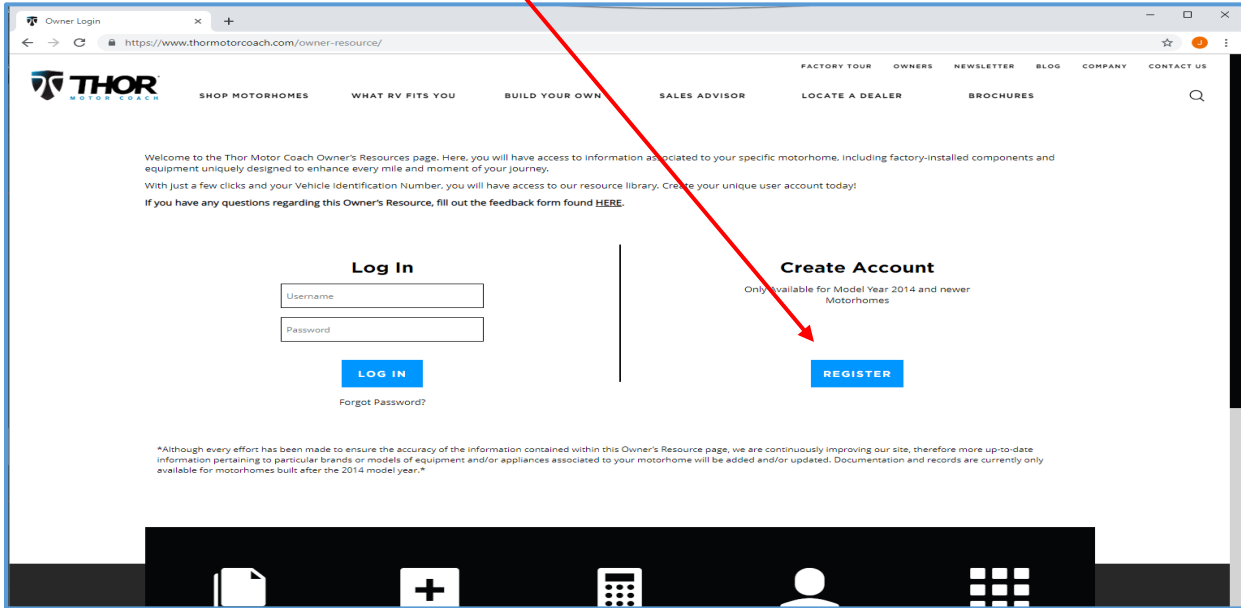 Owner Login
https://www.thormotorcoach.com/owner-resource/
J
FACTORY TOUR OWNERS NEWSLETTER BLOG COMPANY CONTACT US
THOR
MOTOR COACH
SHOP MOTORHOMES WHAT RV FITS YOU BUILD YOUR OWN SALES ADVISOR LOCATE A DEALER BROCHURES
Welcome to the Thor Motor Coach Owner's Resources page. Here, you will have access to information associated to your specific motorhome, including factory-installed components and
equipment uniquely designed to enhance every mile and moment of your journey.
With just a few clicks and your Vehicle Identification Number, you will have access to our resource library. Create your unique user account today!
If you have any questions regarding this Owner's Resource, fill out the feedback form found HERE.
Log In
Username
Password
LOG IN
Forgot Password?
Create Account
Only Available for Model Year 2014 and newer
Motorhomes
REGISTER
*Although every effort has been made to ensure the accuracy of the information contained within this Owner's Resource page, we are continuously improving our site, therefore more up-to-date
information pertaining to particular brands or models of equipment and/or appliances associated to your motorhome will be added and/or updated. Documentation and records are currently only
available for motorhomes built after the 2014 model year.*